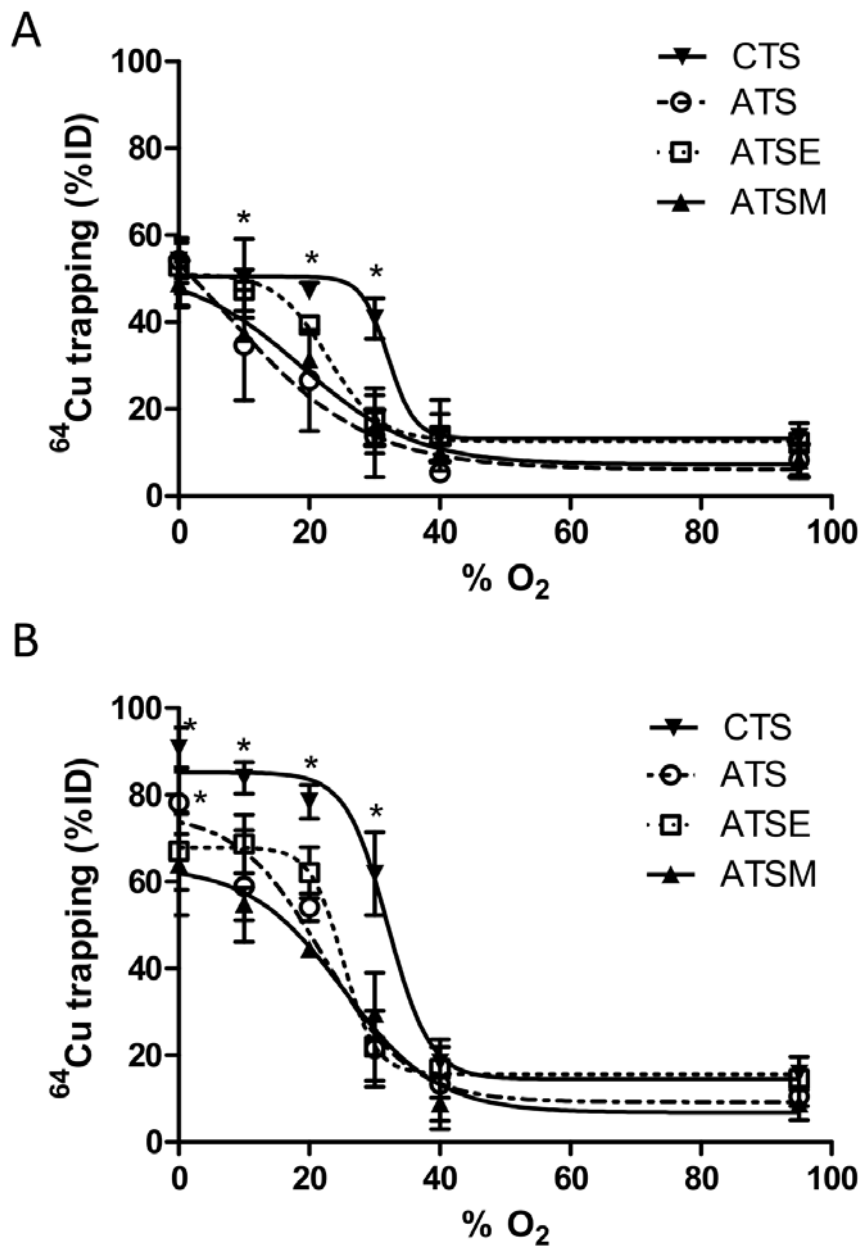 A
100
80
60
40
20
0
⁶⁴Cu trapping (%ID)
* * *
CTS
ATS
ATSE
ATSM
0 20 40 60 80 100
% O₂
B
100
80
60
40
20
0
⁶⁴Cu trapping (%ID)
* * * *
*
CTS
ATS
ATSE
ATSM
0 20 40 60 80 100
% O₂